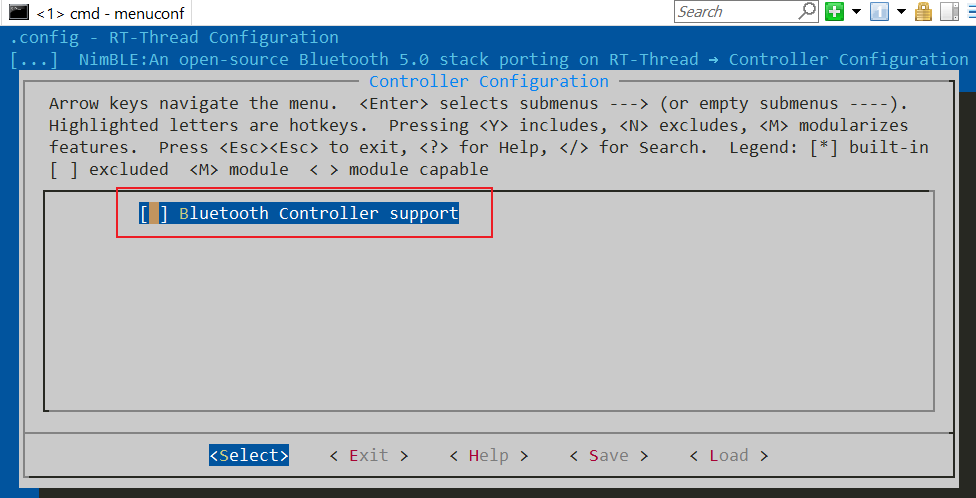 <1> cmd - menuconf
Search
.config - RT-Thread Configuration
[...]  NimBLE:An open-source Bluetooth 5.0 stack porting on RT-Thread → Controller Configuration
Controller Configuration
Arrow keys navigate the menu.  <Enter> selects submenus ---> (or empty submenus ----).
Highlighted letters are hotkeys.  Pressing <Y> includes, <N> excludes, <M> modularizes
features.  Press <Esc><Esc> to exit, <?> for Help, </> for Search.  Legend: [*] built-in
[ ] excluded  <M> module  < > module capable
[ ] Bluetooth Controller support
<Select>    < Exit >    < Help >    < Save >    < Load >